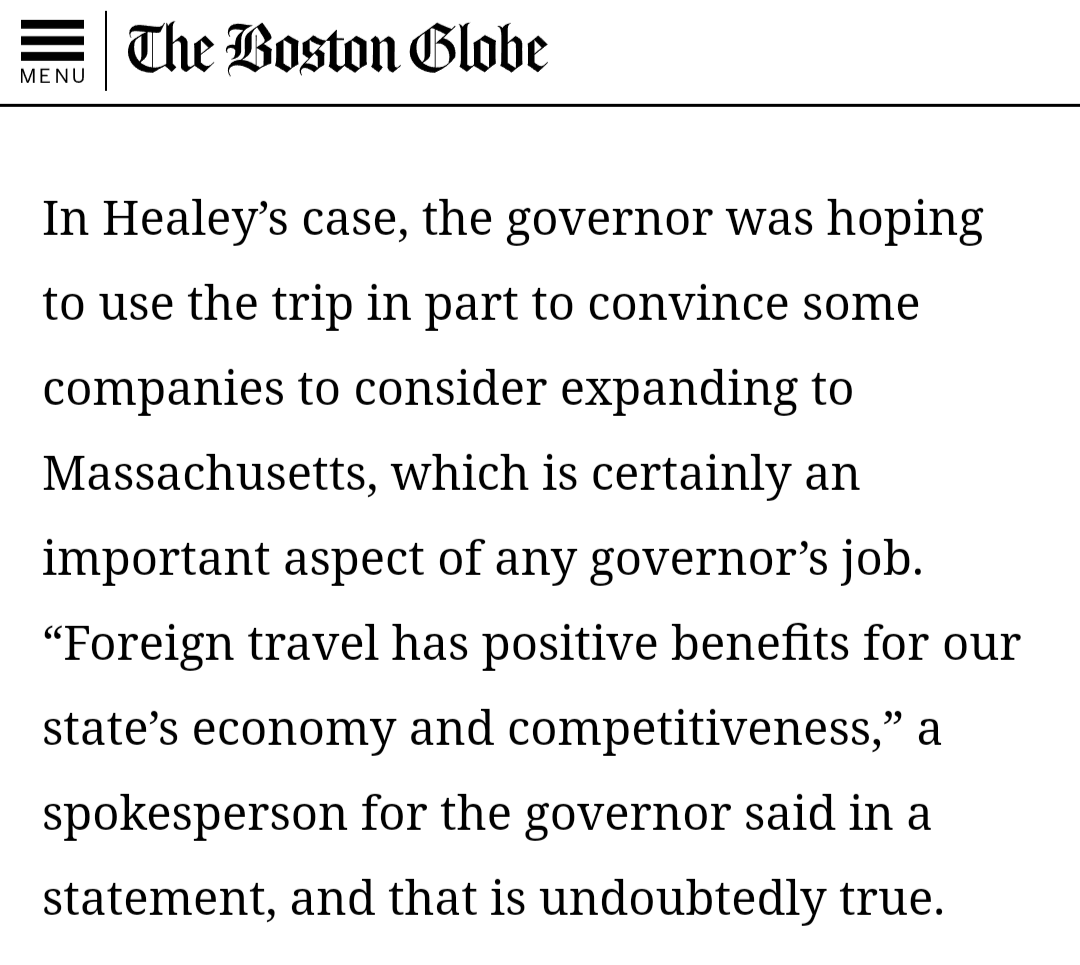 MENU
The Boston Globe
In Healey’s case, the governor was hoping
to use the trip in part to convince some
companies to consider expanding to
Massachusetts, which is certainly an
important aspect of any governor’s job.
“Foreign travel has positive benefits for our
state’s economy and competitiveness,” a
spokesperson for the governor said in a
statement, and that is undoubtedly true.